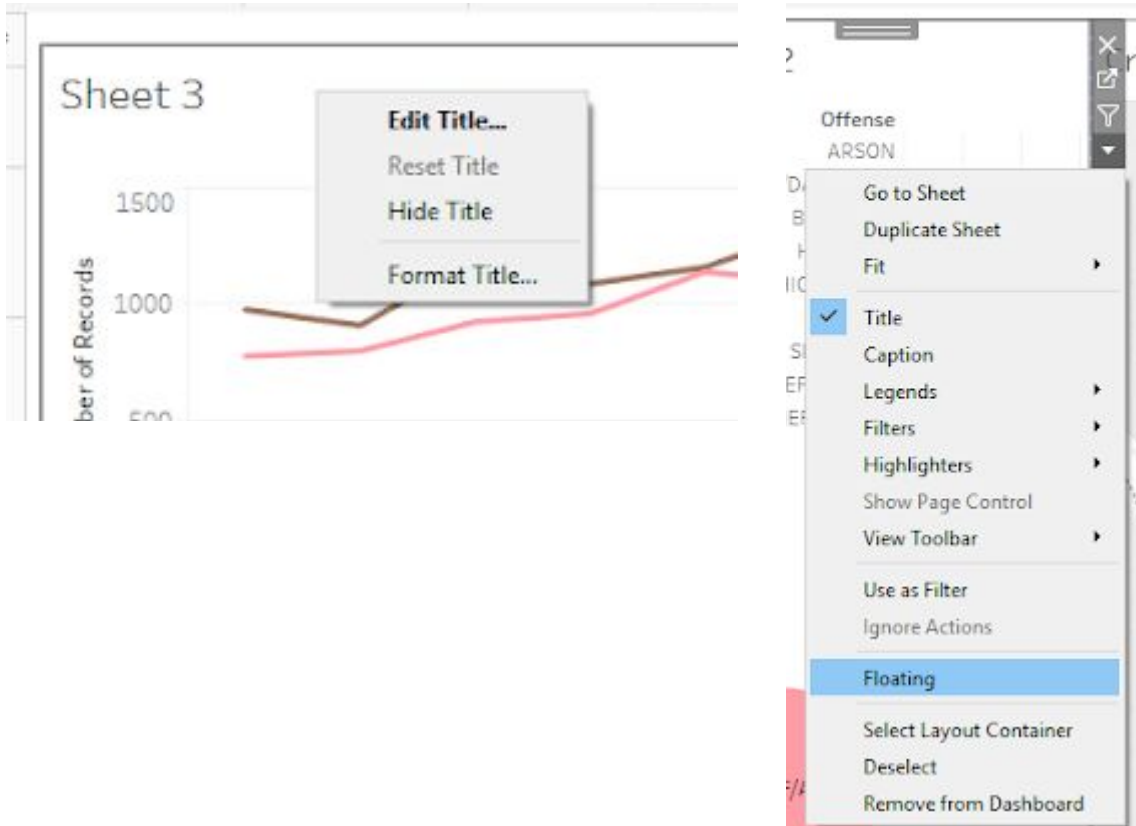 Sheet 3
Edit Title...
Reset Title
Hide Title
Format Title...
1500
1000
500
of Records
Offense
ARSON
Go to Sheet
Duplicate Sheet
Fit
Title
Caption
Legends
Filters
Highlighters
Show Page Control
View Toolbar
Use as Filter
Ignore Actions
Floating
Select Layout Container
Deselect
Remove from Dashboard